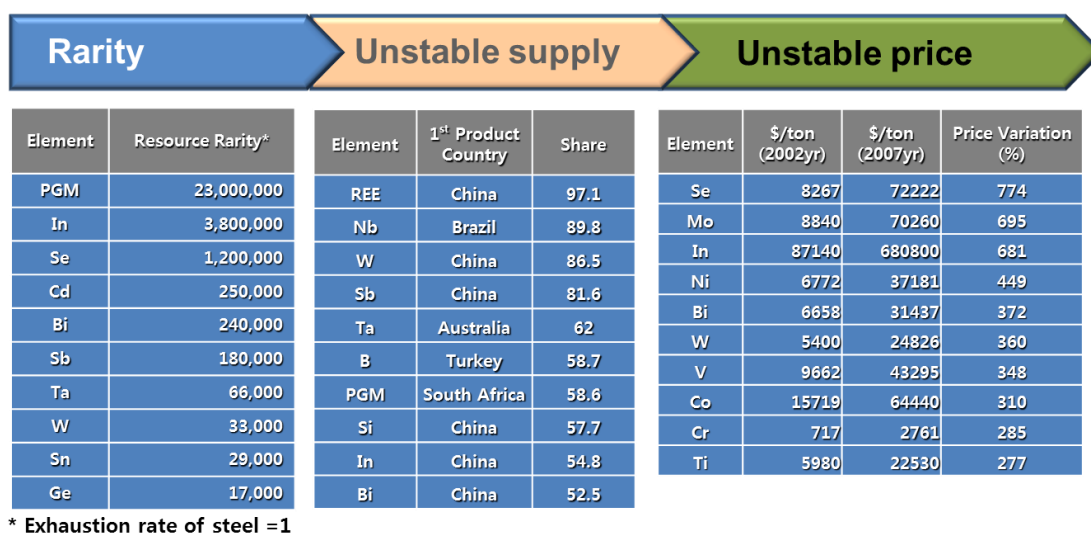 Rarity
Unstable supply
Unstable price
Element Resource Rarity*
PGM 23,000,000
In 3,800,000
Se 1,200,000
Cd 250,000
Bi 240,000
Sb 180,000
Ta 66,000
W 33,000
Sn 29,000
Ge 17,000
* Exhaustion rate of steel =1
Element 1st Product Country Share
REE China 97.1
Nb Brazil 89.8
W China 86.5
Sb China 81.6
Ta Australia 62
B Turkey 58.7
PGM South Africa 58.6
Si China 57.7
In China 54.8
Bi China 52.5
Element $/ton (2002yr) $/ton (2007yr) Price Variation (%)
Se 8267 72222 774
Mo 8840 70260 695
In 87140 680800 681
Ni 6772 37181 449
Bi 6658 31437 372
W 5400 24826 360
V 9662 43295 348
Co 15719 64440 310
Cr 717 2761 285
Ti 5980 22530 277